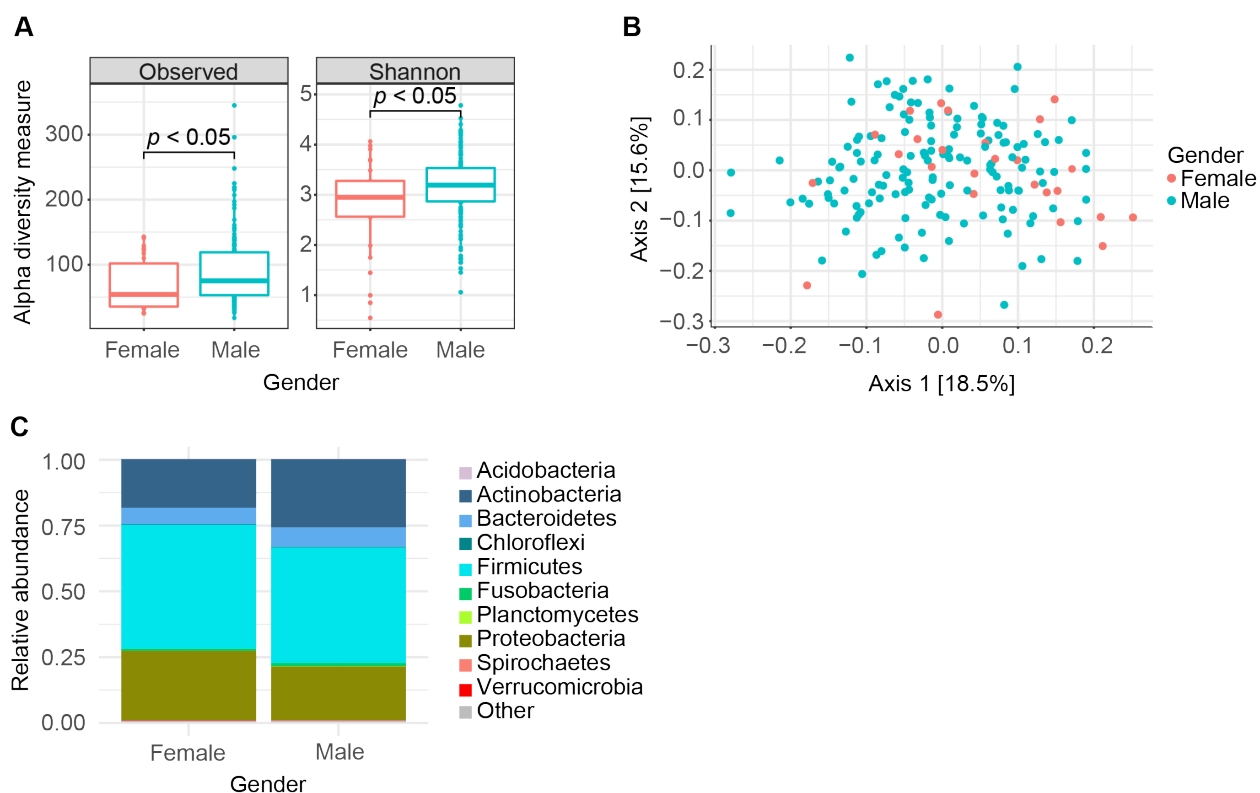 A
Observed
Shannon
Alpha diversity measure
300
200
100
p < 0.05
5
4
3
2
1
p < 0.05
Female
Male
Female
Male
Gender
B
Axis 2 [15.6%]
0.2
0.1
0.0
−0.1
−0.2
−0.3
−0.3
−0.2
−0.1
0.0
0.1
0.2
Axis 1 [18.5%]
Gender
Female
Male
C
Relative abundance
1.00
0.75
0.50
0.25
0.00
Female
Male
Gender
Acidobacteria
Actinobacteria
Bacteroidetes
Chloroflexi
Firmicutes
Fusobacteria
Planctomycetes
Proteobacteria
Spirochaetes
Verrucomicrobia
Other